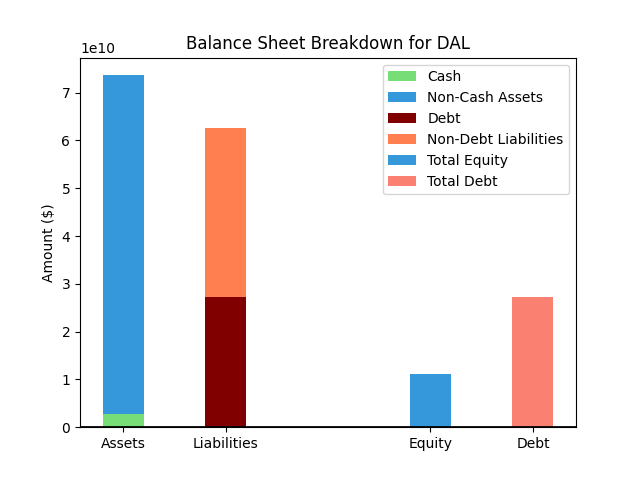 Balance Sheet Breakdown for DAL
1e10
Cash
Non-Cash Assets
Debt
Non-Debt Liabilities
Total Equity
Total Debt
7
6
5
4
3
2
1
0
Amount ($)
Assets
Liabilities
Equity
Debt